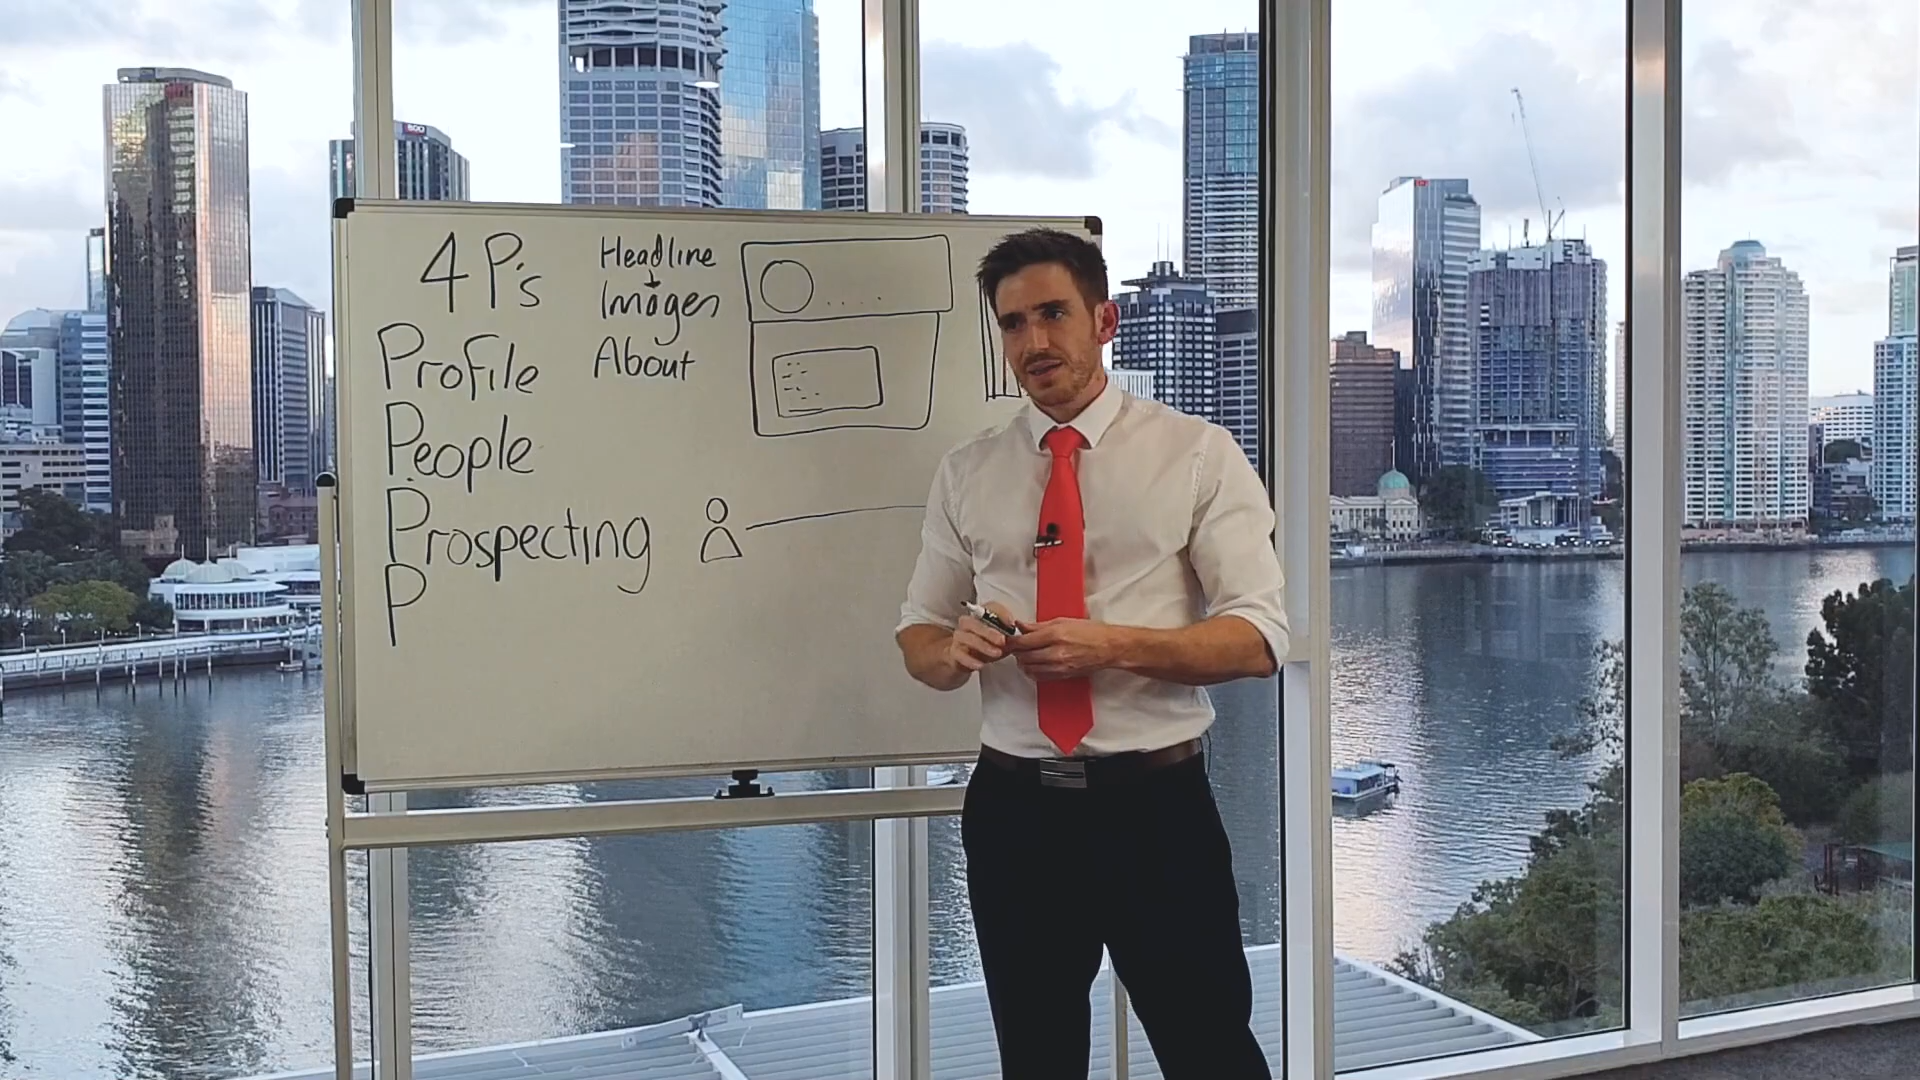 4 P's
Profile
People
Prospecting
P
Headline
Images
About